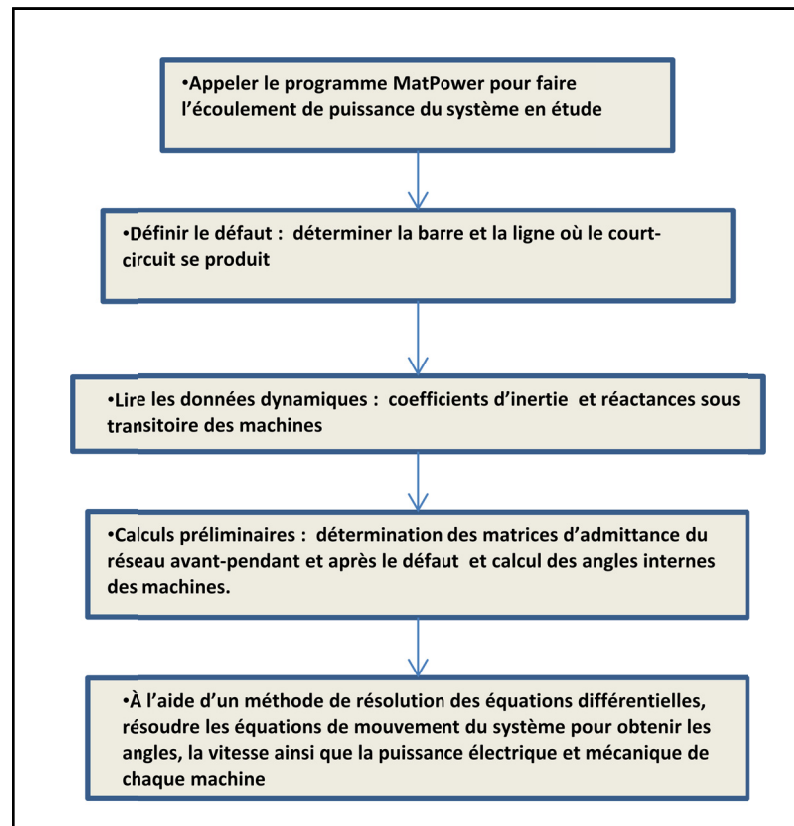 •Appeler le programme MatPower pour faire
l’écoulement de puissance du système en étude
•Définir le défaut : déterminer la barre et la ligne où le court-
circuit se produit
•Lire les données dynamiques : coefficients d’inertie et réactances sous
transitoire des machines
•Calculs préliminaires : détermination des matrices d’admittance du
réseau avant-pendant et après le défaut et calcul des angles internes
des machines.
•À l’aide d’un méthode de résolution des équations différentielles,
résoudre les équations de mouvement du système pour obtenir les
angles, la vitesse ainsi que la puissance électrique et mécanique de
chaque machine